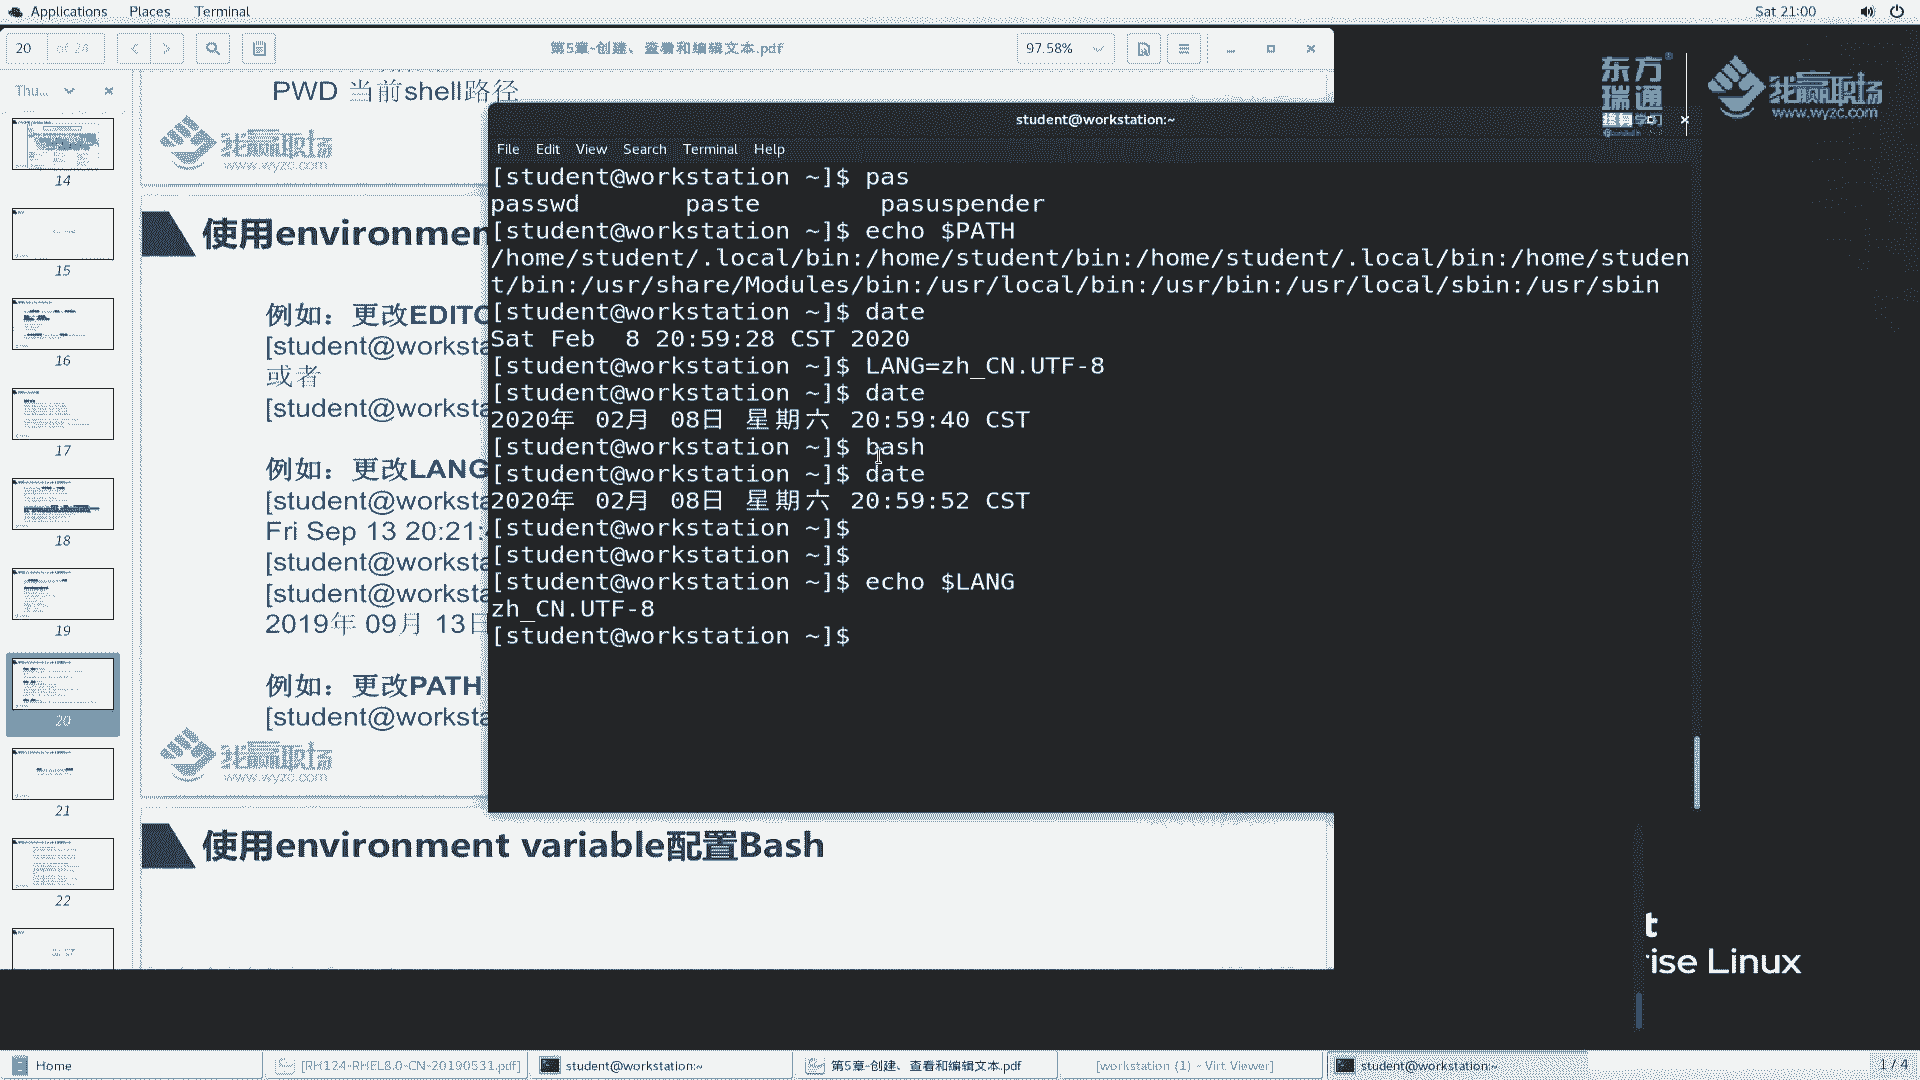 Applications Places Terminal Sat 21:00
20 of 24 第5章-创建、查看和编辑文本.pdf 97.58%
Thu...
14
15
16
17
18
19
20
21
22
PWD 当前shell路径
我赢职场
www.wyzc.com
使用environmen
例如：更改EDITO
[student@worksta
或者
[student@worksta
例如：更改LANG
[student@worksta
Fri Sep 13 20:21:
[student@worksta
[student@worksta
2019年 09月 13日
例如：更改PATH
[student@worksta
我赢职场
www.wyzc.com
使用environment variable配置Bash
student@workstation:~
File Edit View Search Terminal Help
[student@workstation ~]$ pas
passwd paste pasuspender
[student@workstation ~]$ echo $PATH
/home/student/.local/bin:/home/student/bin:/home/student/.local/bin:/home/studen
t/bin:/usr/share/Modules/bin:/usr/local/bin:/usr/bin:/usr/local/sbin:/usr/sbin
[student@workstation ~]$ date
Sat Feb  8 20:59:28 CST 2020
[student@workstation ~]$ LANG=zh_CN.UTF-8
[student@workstation ~]$ date
2020年 02月 08日 星期六 20:59:40 CST
[student@workstation ~]$ bash
[student@workstation ~]$ date
2020年 02月 08日 星期六 20:59:52 CST
[student@workstation ~]$
[student@workstation ~]$
[student@workstation ~]$ echo $LANG
zh_CN.UTF-8
[student@workstation ~]$
东方
瑞通
终身学习
我赢职场
www.wyzc.com
t
rise Linux
Home [RH124-RHEL8.0-CN-20190531.pdf] student@workstation:~ 第5章-创建、查看和编辑文本.pdf [workstation (1) - Virt Viewer] student@workstation:~ 1 / 4